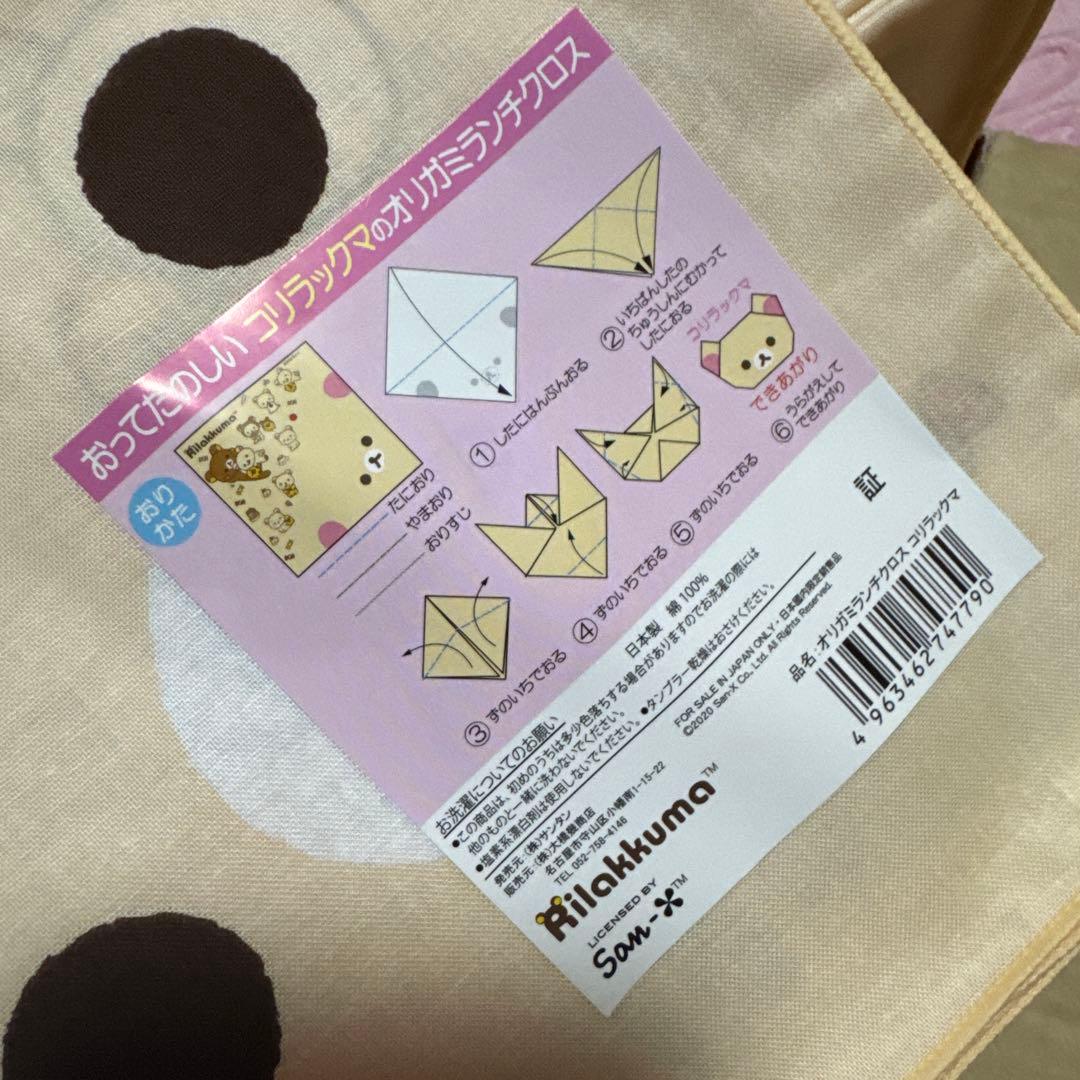 おってたのしい コリラックマのオリガミランチクロス
おり
かた
Rilakkuma™
たにおり
やまおり
おりすじ
① したにはんぶんおる
② いちばんしたの
ちゅうしんにむかって
したにおる
③ ずのいちでおる
④ ずのいちでおる
⑤ ずのいちでおる
コリラックマ
できあがり
⑥ うらがえして
できあがり
日本製 綿100%
お洗濯についてのお願い
●この商品は、初めのうちは多少色落ちする場合がありますのでお洗濯の際には
他のものと一緒に洗わないでください。
●塩素系漂白剤は使用しないでください。●タンブラー乾燥はおさけください。
発売元:(株)サンタン
名古屋市守山区小幡南1-15-22
販売元:(株)大橋磐商店
TEL 052-758-4146
FOR SALE IN JAPAN ONLY・日本国内限定販売品
©2020 San-X Co., Ltd. All Rights Reserved.
Rilakkuma™
LICENSED BY
San-X™
証
品名:オリガミランチクロス コリラックマ
4 963462 747790